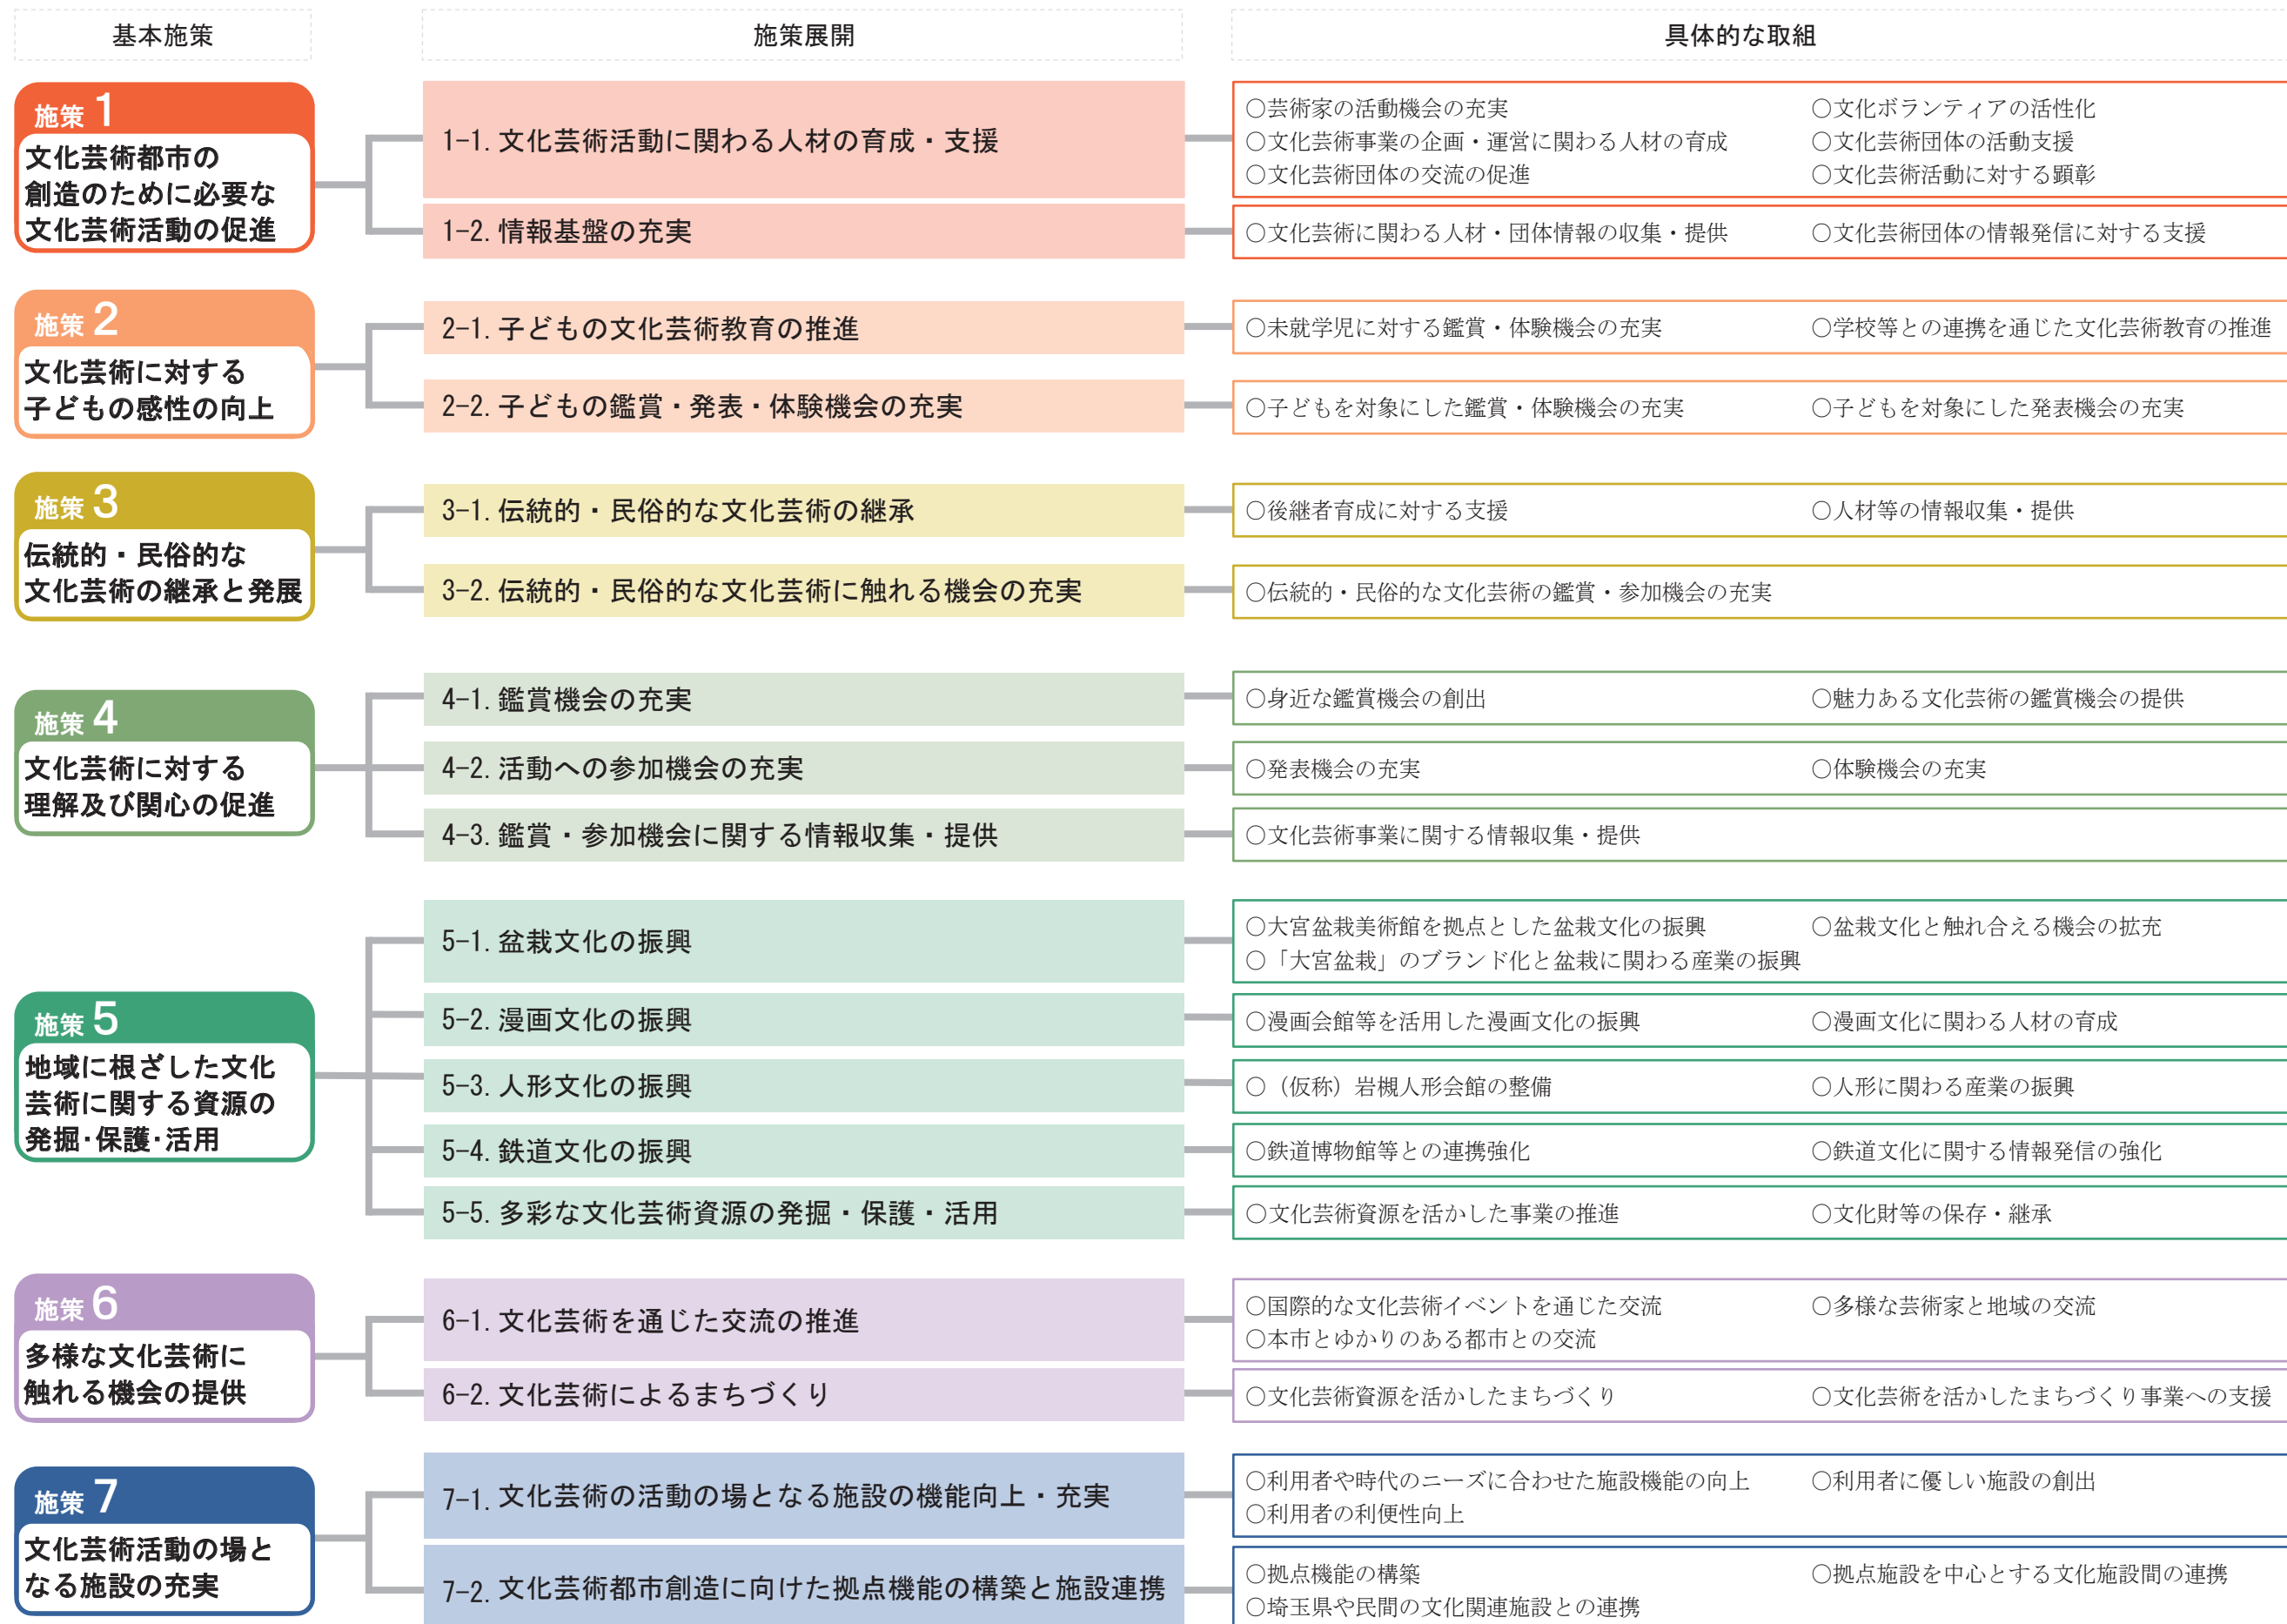 基本施策
施策展開
具体的な取組
施策 1
文化芸術都市の
創造のために必要な
文化芸術活動の促進
1-1. 文化芸術活動に関わる人材の育成・支援
○芸術家の活動機会の充実
○文化ボランティアの活性化
○文化芸術事業の企画・運営に関わる人材の育成
○文化芸術団体の活動支援
○文化芸術団体の交流の促進
○文化芸術活動に対する顕彰
1-2. 情報基盤の充実
○文化芸術に関わる人材・団体情報の収集・提供
○文化芸術団体の情報発信に対する支援
施策 2
文化芸術に対する
子どもの感性の向上
2-1. 子どもの文化芸術教育の推進
○未就学児に対する鑑賞・体験機会の充実
○学校等との連携を通じた文化芸術教育の推進
2-2. 子どもの鑑賞・発表・体験機会の充実
○子どもを対象にした鑑賞・体験機会の充実
○子どもを対象にした発表機会の充実
施策 3
伝統的・民俗的な
文化芸術の継承と発展
3-1. 伝統的・民俗的な文化芸術の継承
○後継者育成に対する支援
○人材等の情報収集・提供
3-2. 伝統的・民俗的な文化芸術に触れる機会の充実
○伝統的・民俗的な文化芸術の鑑賞・参加機会の充実
施策 4
文化芸術に対する
理解及び関心の促進
4-1. 鑑賞機会の充実
○身近な鑑賞機会の創出
○魅力ある文化芸術の鑑賞機会の提供
4-2. 活動への参加機会の充実
○発表機会の充実
○体験機会の充実
4-3. 鑑賞・参加機会に関する情報収集・提供
○文化芸術事業に関する情報収集・提供
施策 5
地域に根ざした文化
芸術に関する資源の
発掘・保護・活用
5-1. 盆栽文化の振興
○大宮盆栽美術館を拠点とした盆栽文化の振興
○盆栽文化と触れ合える機会の拡充
○「大宮盆栽」のブランド化と盆栽に関わる産業の振興
5-2. 漫画文化の振興
○漫画会館等を活用した漫画文化の振興
○漫画文化に関わる人材の育成
5-3. 人形文化の振興
○（仮称）岩槻人形会館の整備
○人形に関わる産業の振興
5-4. 鉄道文化の振興
○鉄道博物館等との連携強化
○鉄道文化に関する情報発信の強化
5-5. 多彩な文化芸術資源の発掘・保護・活用
○文化芸術資源を活かした事業の推進
○文化財等の保存・継承
施策 6
多様な文化芸術に
触れる機会の提供
6-1. 文化芸術を通じた交流の推進
○国際的な文化芸術イベントを通じた交流
○多様な芸術家と地域の交流
○本市とゆかりのある都市との交流
6-2. 文化芸術によるまちづくり
○文化芸術資源を活かしたまちづくり
○文化芸術を活かしたまちづくり事業への支援
施策 7
文化芸術活動の場と
なる施設の充実
7-1. 文化芸術の活動の場となる施設の機能向上・充実
○利用者や時代のニーズに合わせた施設機能の向上
○利用者に優しい施設の創出
○利用者の利便性向上
7-2. 文化芸術都市創造に向けた拠点機能の構築と施設連携
○拠点機能の構築
○拠点施設を中心とする文化施設間の連携
○埼玉県や民間の文化関連施設との連携